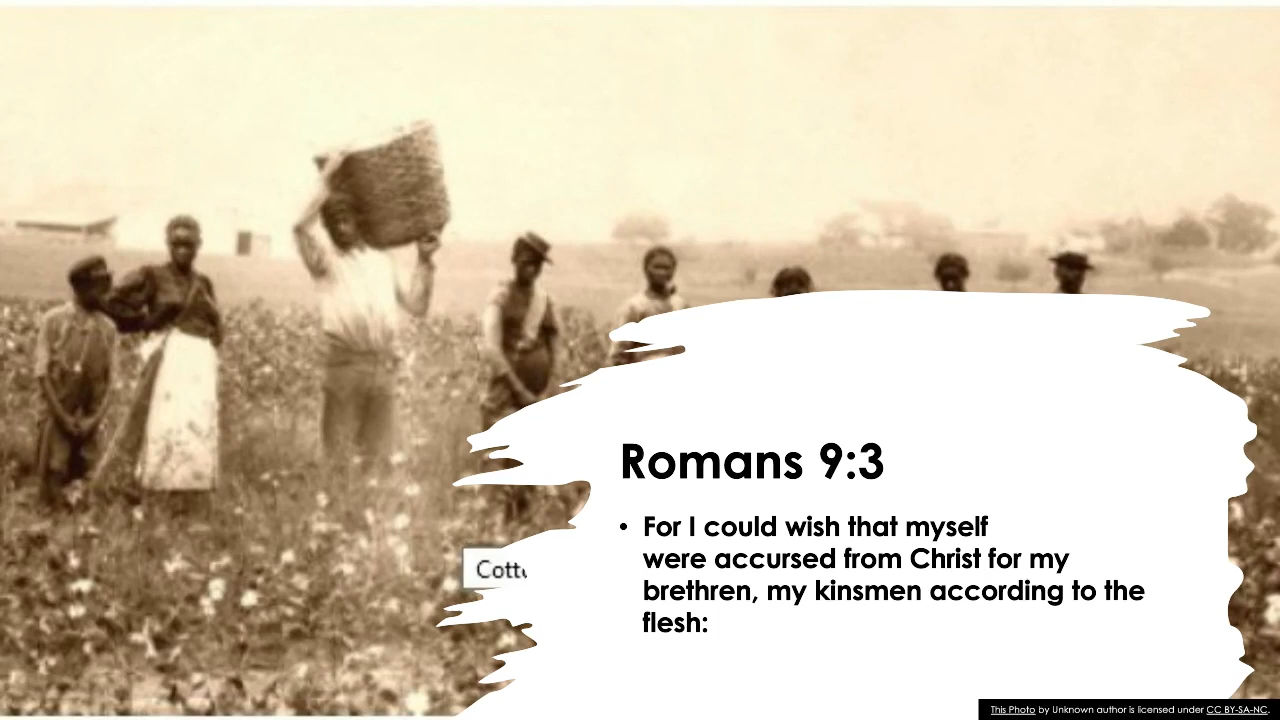 Romans 9:3
• For I could wish that myself
were accursed from Christ for my
brethren, my kinsmen according to the
flesh:
Cott
This Photo by Unknown author is licensed under CC BY-SA-NC.